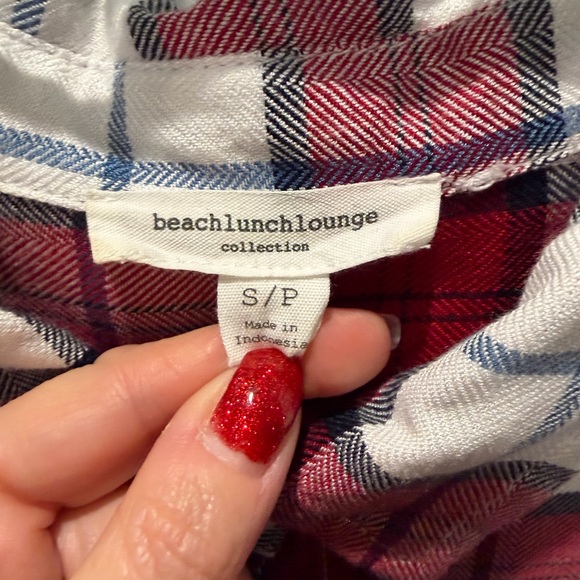 beachlunchlounge
collection
S/P
Made in
Indonesia